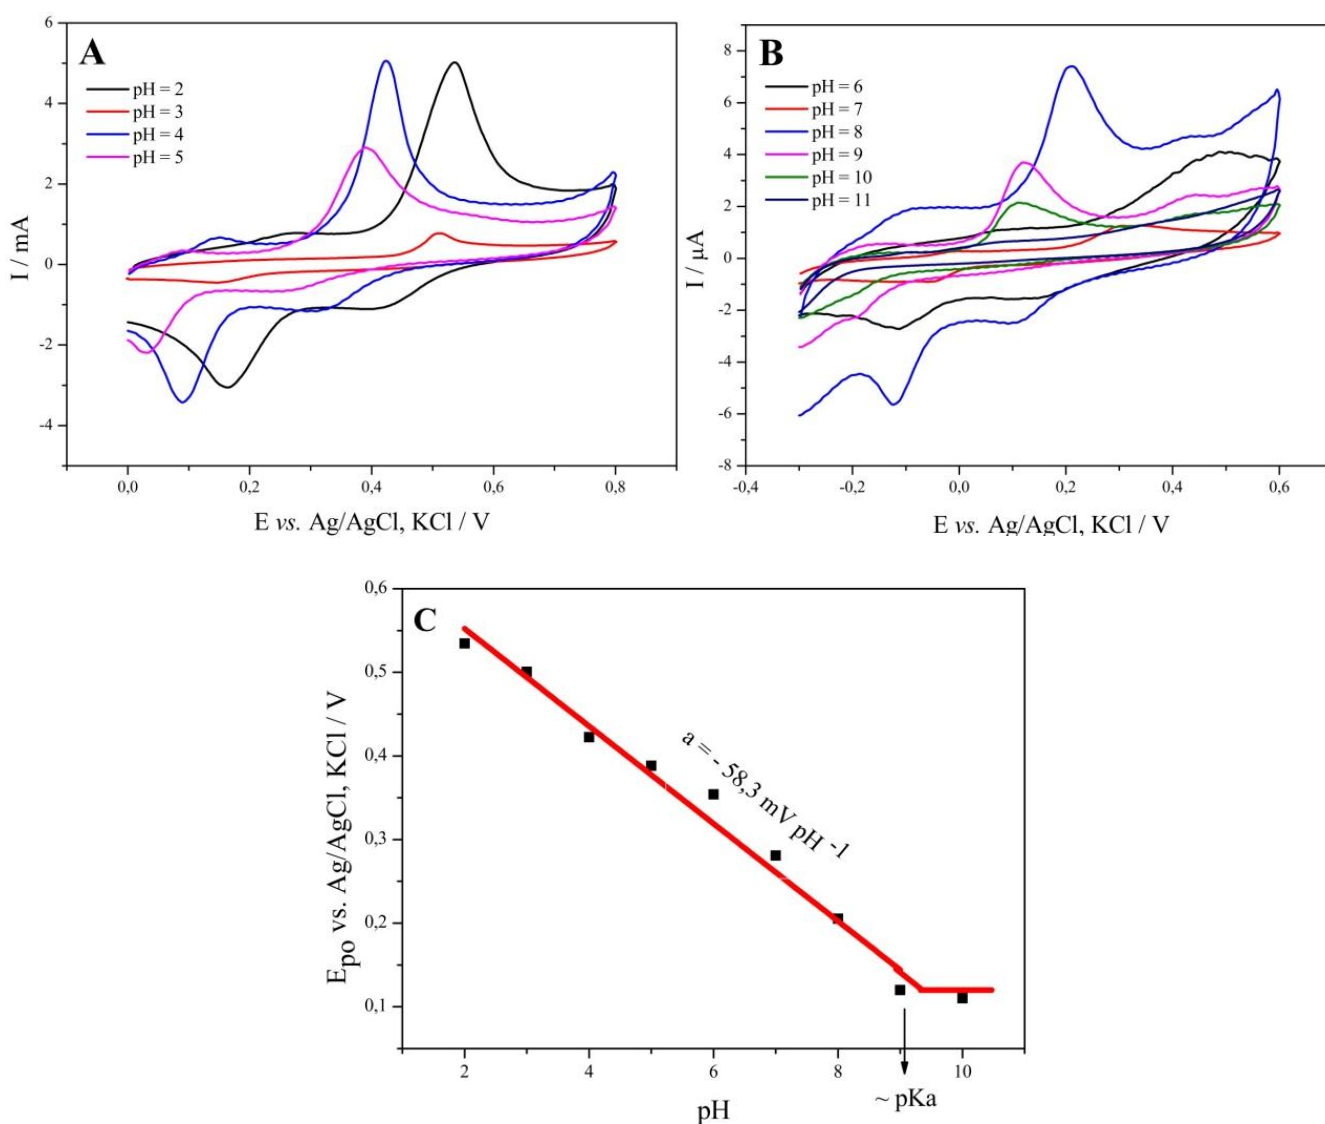 A
pH = 2
pH = 3
pH = 4
pH = 5
I / mA
6
4
2
0
-2
-4
0,0
0,2
0,4
0,6
0,8
E vs. Ag/AgCl, KCl / V
B
pH = 6
pH = 7
pH = 8
pH = 9
pH = 10
pH = 11
I / µA
8
6
4
2
0
-2
-4
-6
-8
-0,4
-0,2
0,0
0,2
0,4
0,6
E vs. Ag/AgCl, KCl / V
C
Epo vs. Ag/AgCl, KCl / V
0,6
0,5
0,4
0,3
0,2
0,1
a = - 58,3 mV pH -1
2
4
6
8
10
~ pKa
pH